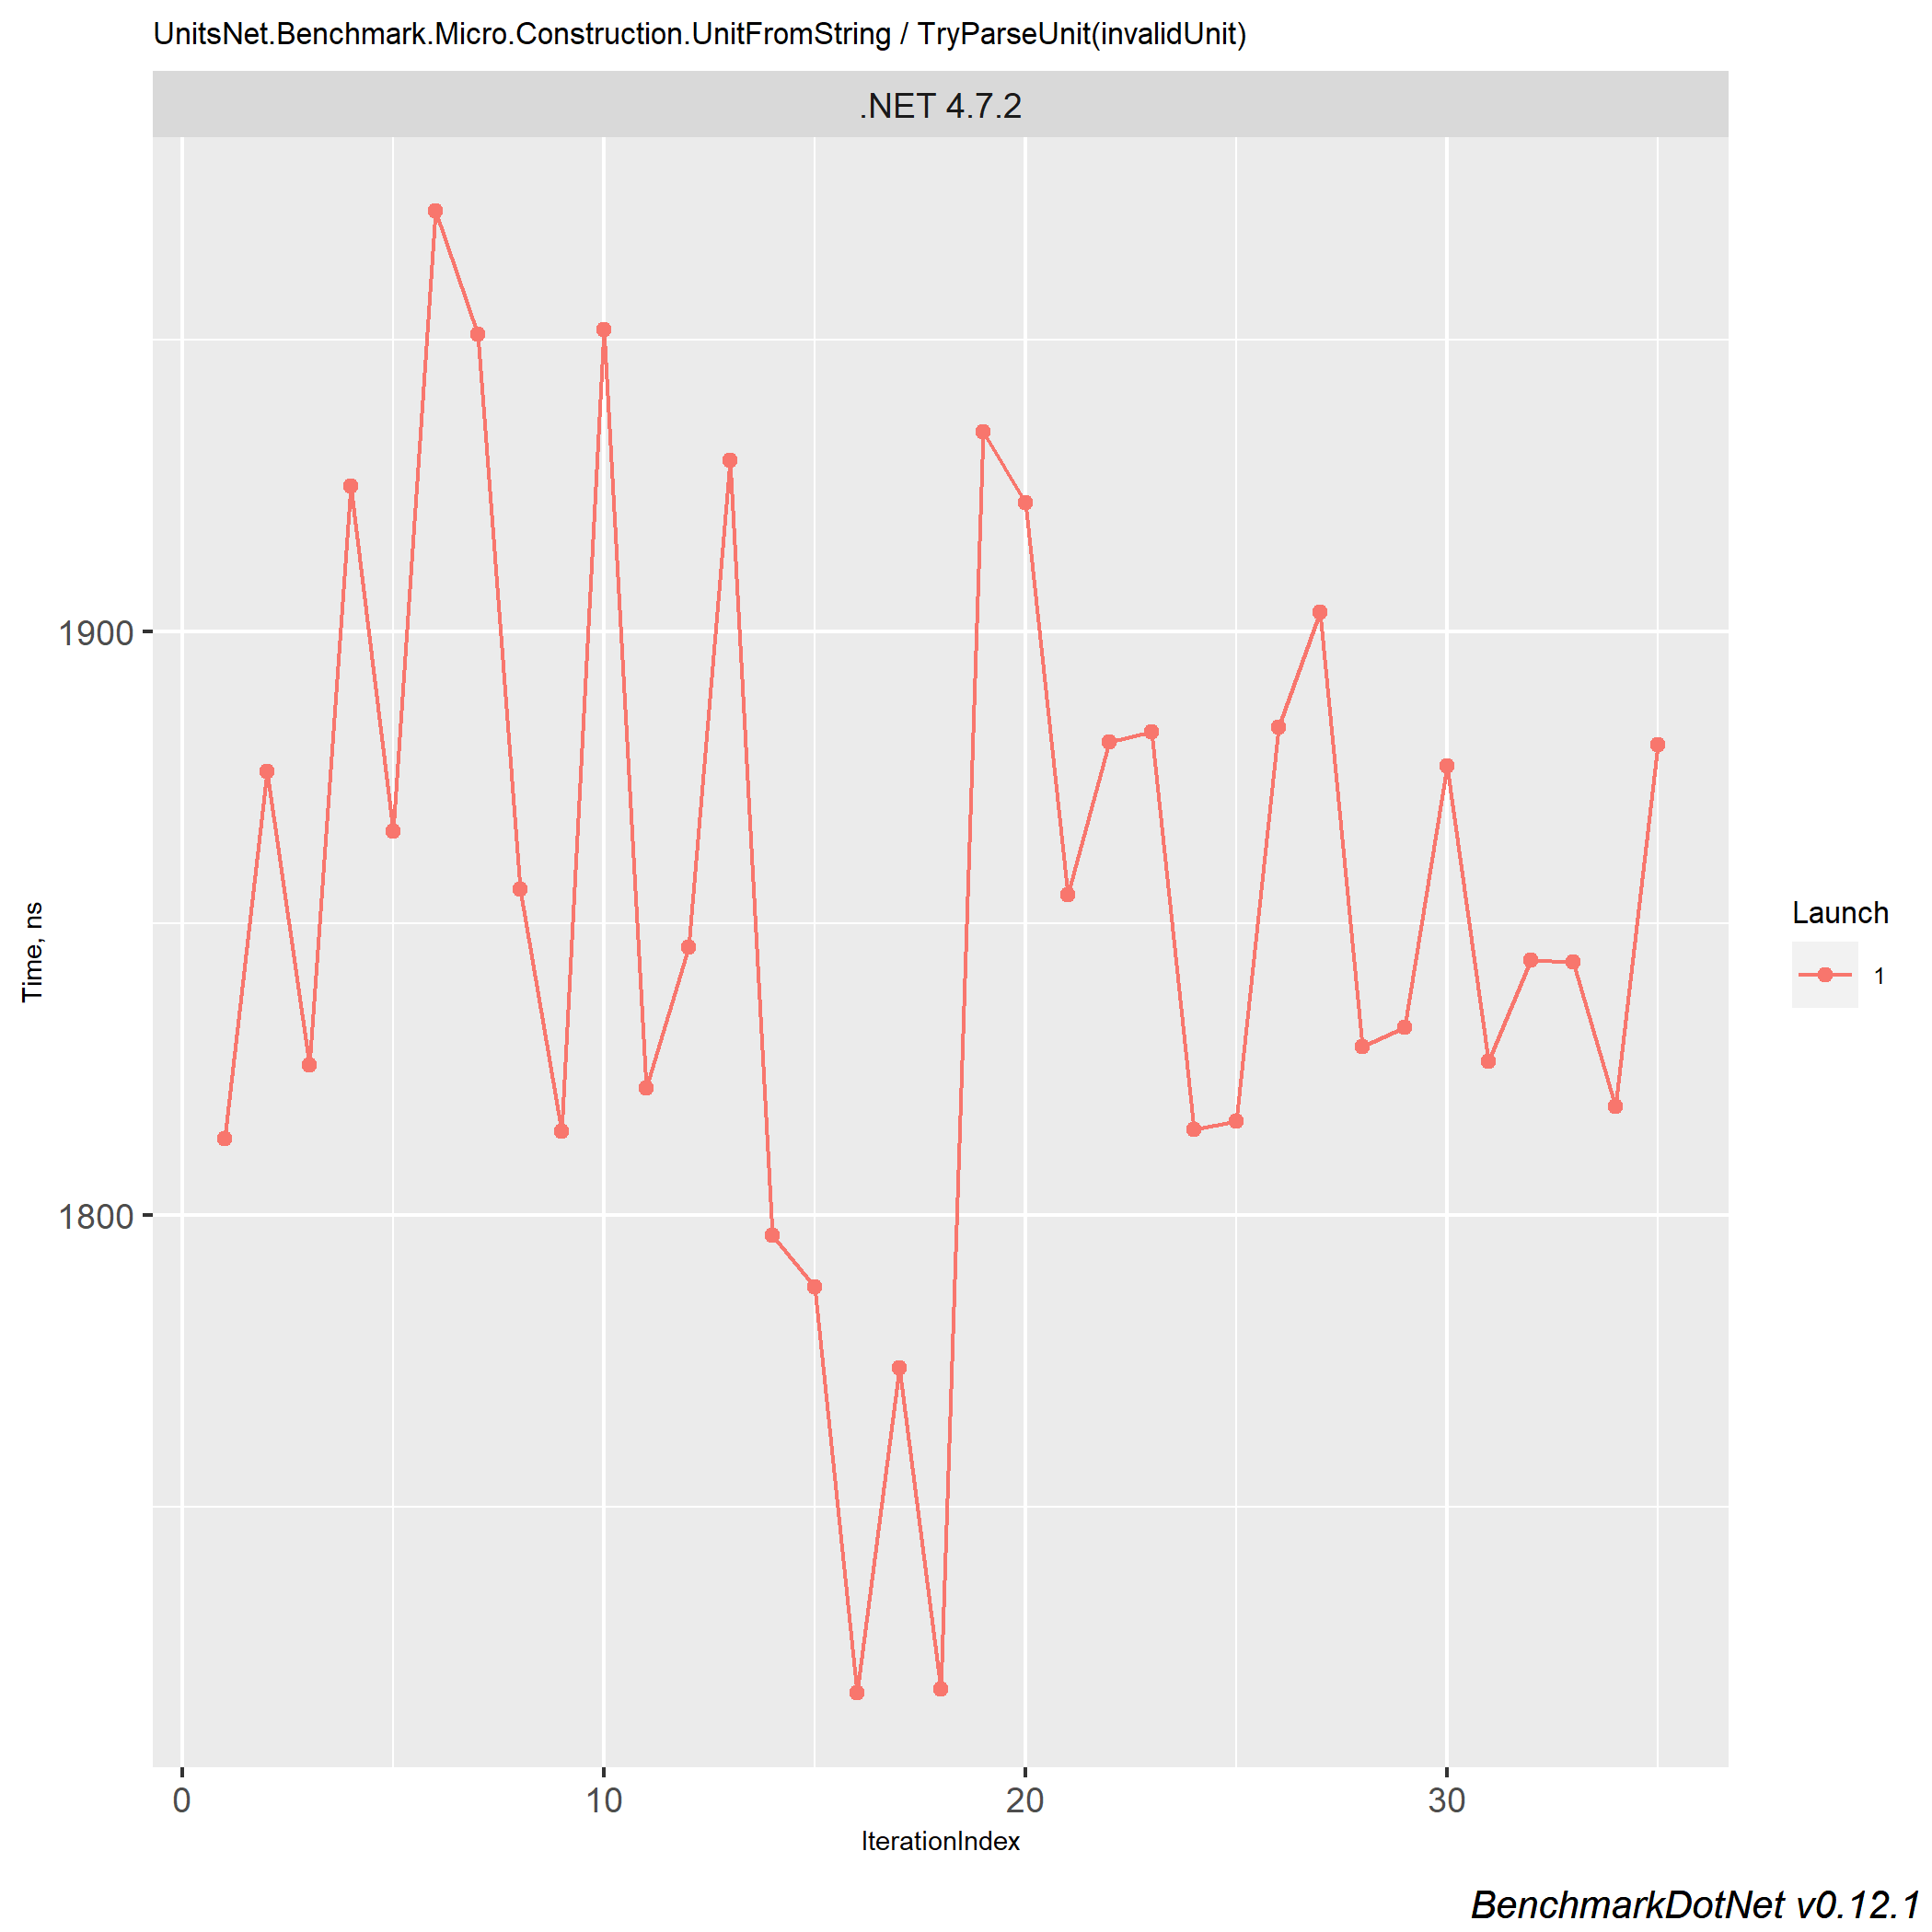 UnitsNet.Benchmark.Micro.Construction.UnitFromString / TryParseUnit(invalidUnit)
.NET 4.7.2
1900
1800
Time, ns
0 10 20 30
IterationIndex
Launch
1
BenchmarkDotNet v0.12.1